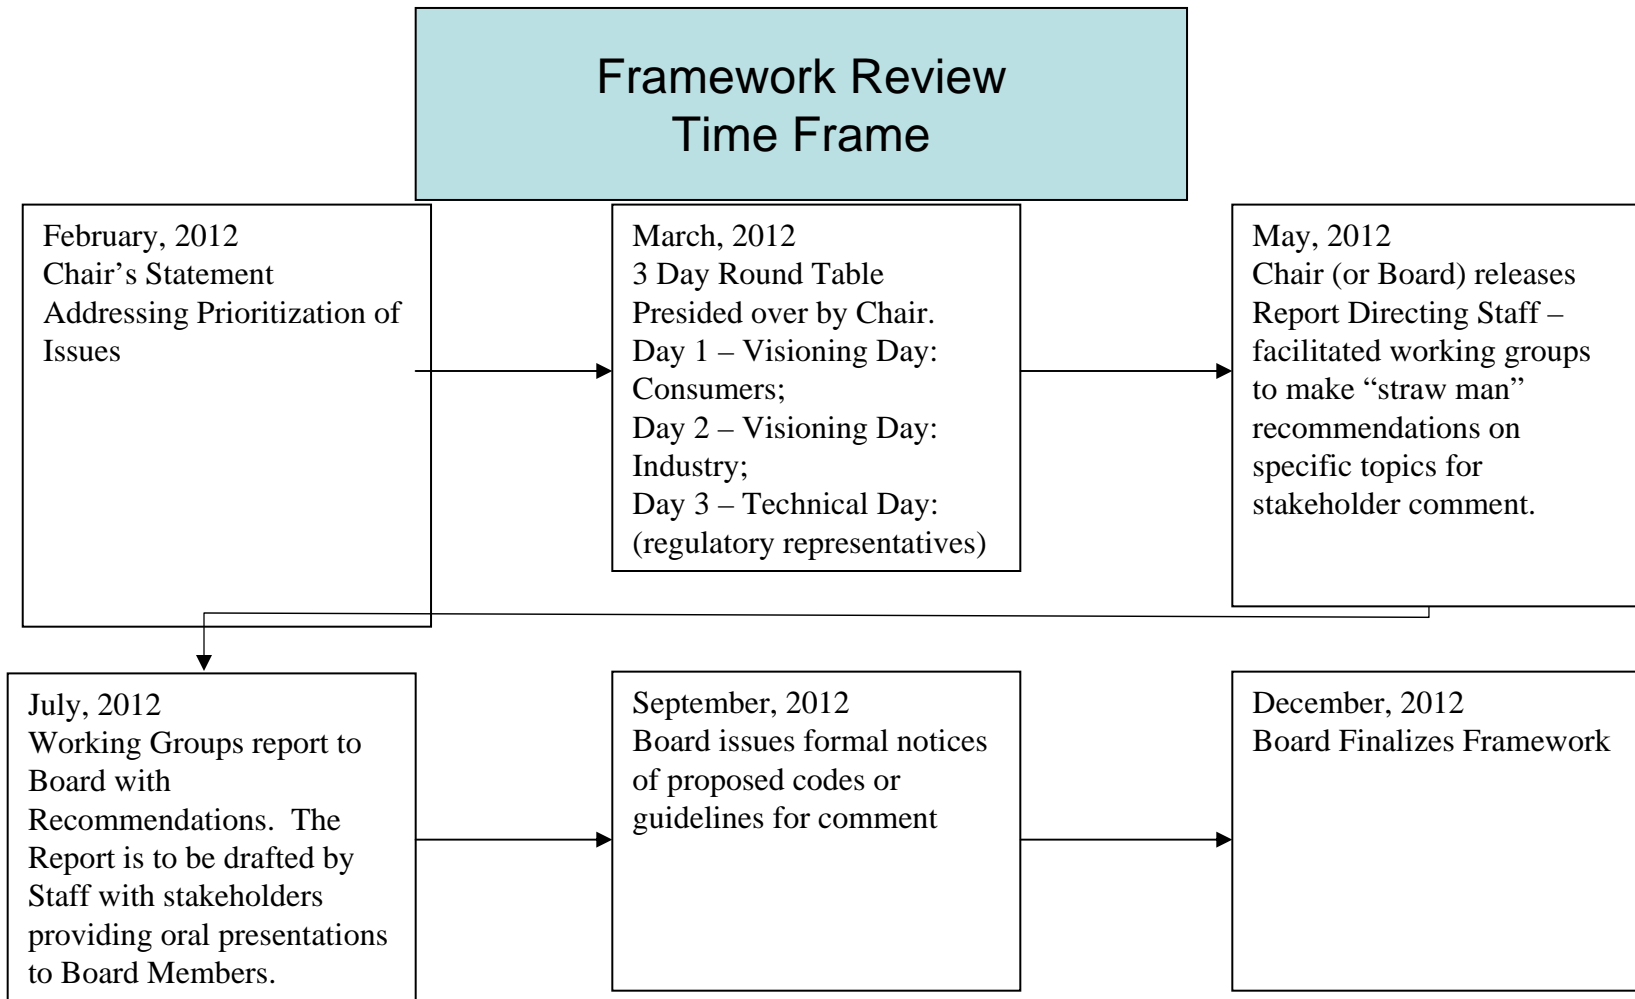 Framework Review
Time Frame
February, 2012
Chair’s Statement
Addressing Prioritization of
Issues
March, 2012
3 Day Round Table
Presided over by Chair.
Day 1 – Visioning Day:
Consumers;
Day 2 – Visioning Day:
Industry;
Day 3 – Technical Day:
(regulatory representatives)
May, 2012
Chair (or Board) releases
Report Directing Staff –
facilitated working groups
to make “straw man”
recommendations on
specific topics for
stakeholder comment.
July, 2012
Working Groups report to
Board with
Recommendations.  The
Report is to be drafted by
Staff with stakeholders
providing oral presentations
to Board Members.
September, 2012
Board issues formal notices
of proposed codes or
guidelines for comment
December, 2012
Board Finalizes Framework